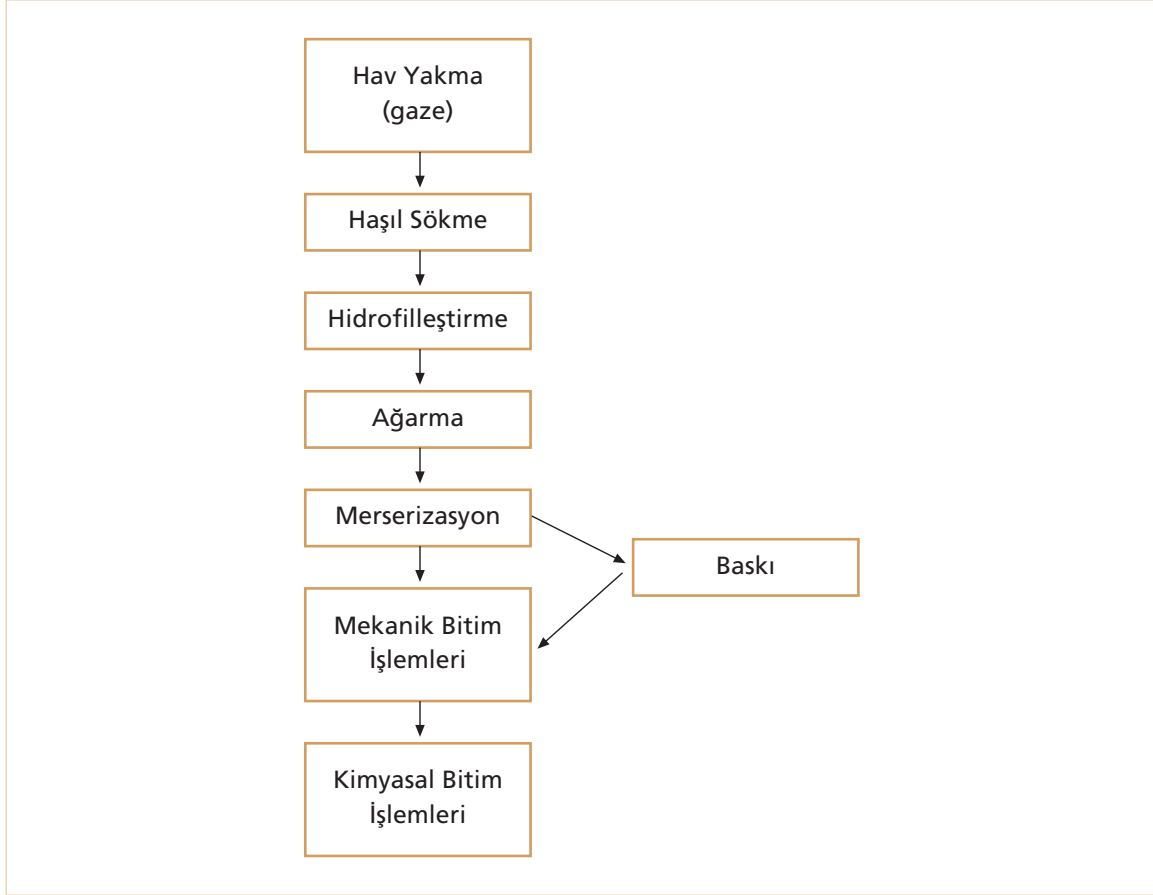 Hav Yakma
(gaze)
Haşıl Sökme
Hidrofilleştirme
Ağarma
Merserizasyon
Baskı
Mekanik Bitim
İşlemleri
Kimyasal Bitim
İşlemleri